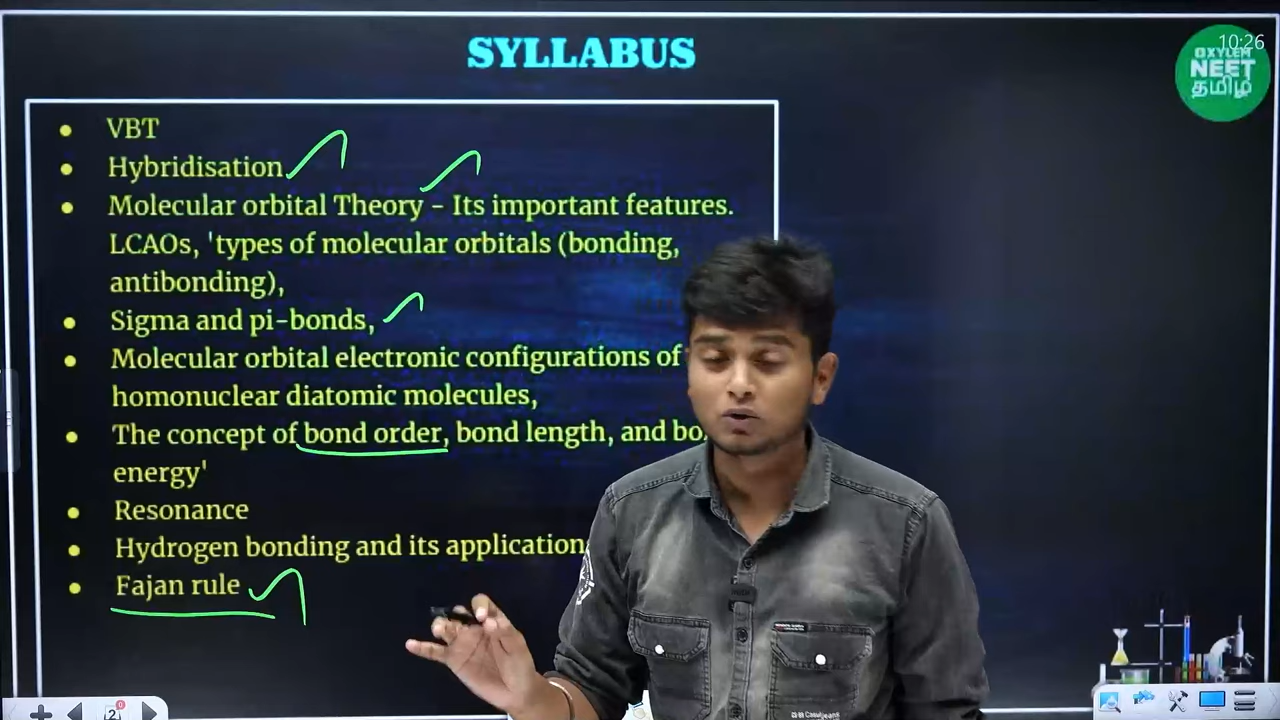 SYLLABUS
10:26
OXYLEM
NEET
தமிழ்
VBT
Hybridisation
Molecular orbital Theory - Its important features.
LCAOs, 'types of molecular orbitals (bonding,
antibonding),
Sigma and pi-bonds,
Molecular orbital electronic configurations of
homonuclear diatomic molecules,
The concept of bond order, bond length, and bo
energy'
Resonance
Hydrogen bonding and its application
Fajan rule
2